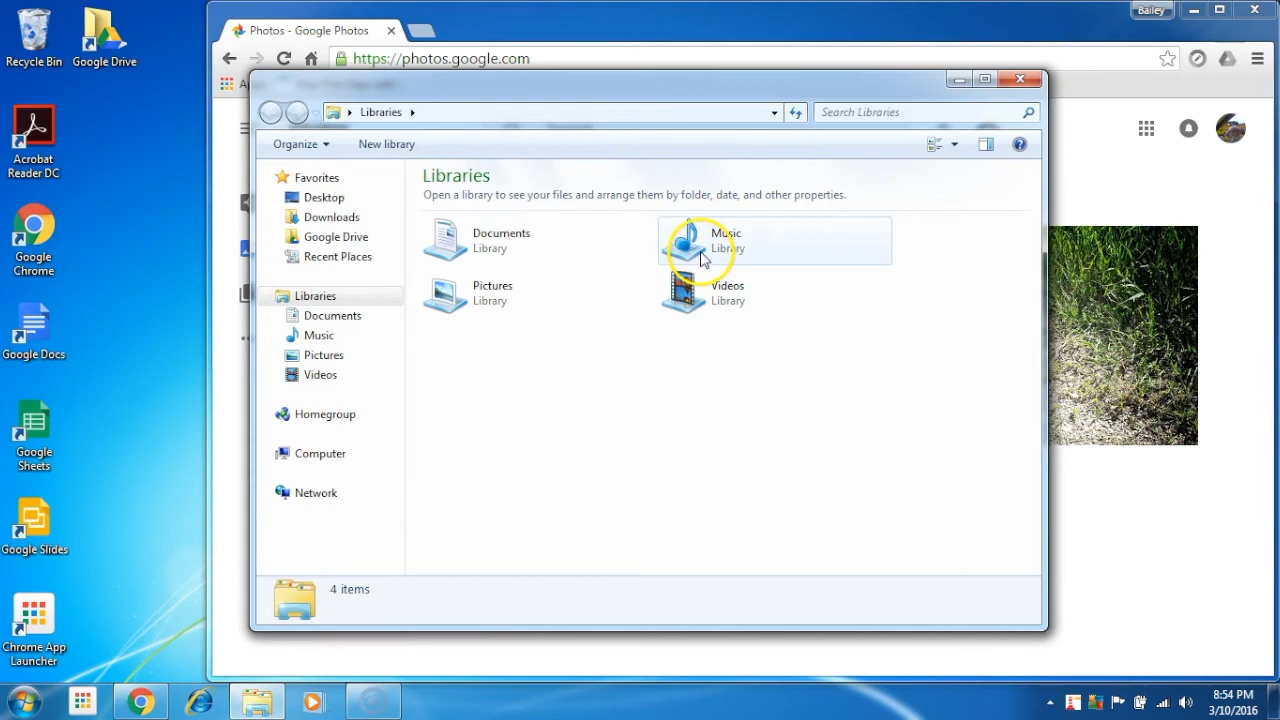 Bailey
Photos - Google Photos
https://photos.google.com
Libraries
Search Libraries
Organize
New library
Favorites
Desktop
Downloads
Google Drive
Recent Places
Libraries
Documents
Music
Pictures
Videos
Homegroup
Computer
Network
Libraries
Open a library to see your files and arrange them by folder, date, and other properties.
Documents
Library
Music
Library
Pictures
Library
Videos
Library
4 items
Recycle Bin
Google Drive
Acrobat
Reader DC
Google
Chrome
Google Docs
Google
Sheets
Google Slides
Chrome App
Launcher
8:54 PM
3/10/2016